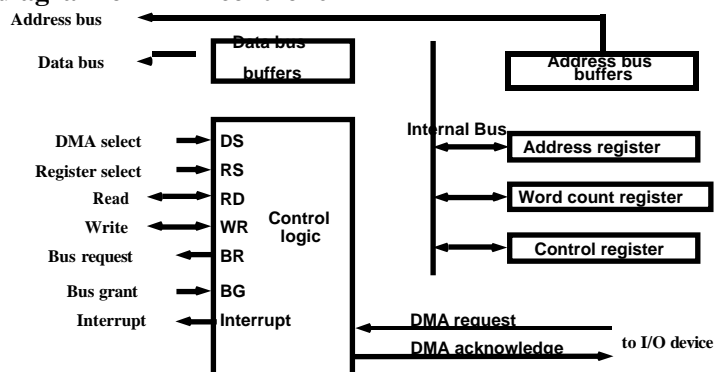 Address bus
Data bus
Data bus
buffers
Address bus
buffers
Internal Bus
DMA select
DS
Address register
Register select
RS
Read
RD
Word count register
Write
WR
Control
logic
Bus request
BR
Control register
Bus grant
BG
Interrupt
Interrupt
DMA request
to I/O device
DMA acknowledge